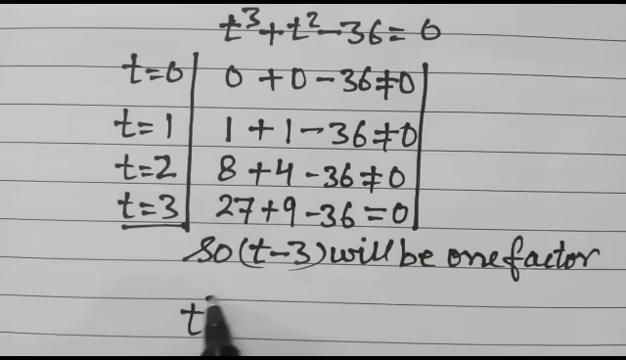 t³+t²-36=0
t=0 | 0+0-36≠0
t=1 | 1+1-36≠0
t=2 | 8+4-36≠0
t=3 | 27+9-36=0
so (t-3) will be one factor
t